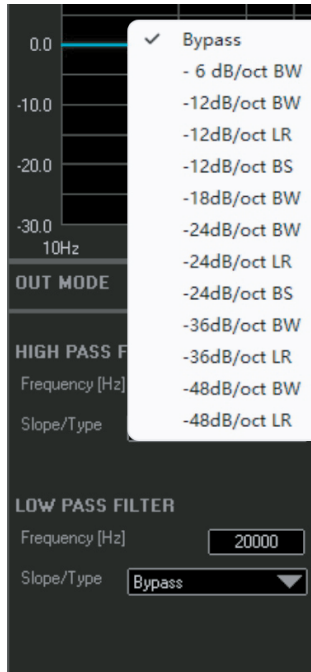 0.0
-10.0
-20.0
-30.0
10Hz
Bypass
- 6 dB/oct BW
-12dB/oct BW
-12dB/oct LR
-12dB/oct BS
-18dB/oct BW
-24dB/oct BW
-24dB/oct LR
-24dB/oct BS
-36dB/oct BW
-36dB/oct LR
-48dB/oct BW
-48dB/oct LR
OUT MODE
HIGH PASS F
Frequency [Hz]
Slope/Type
LOW PASS FILTER
Frequency [Hz] 20000
Slope/Type Bypass